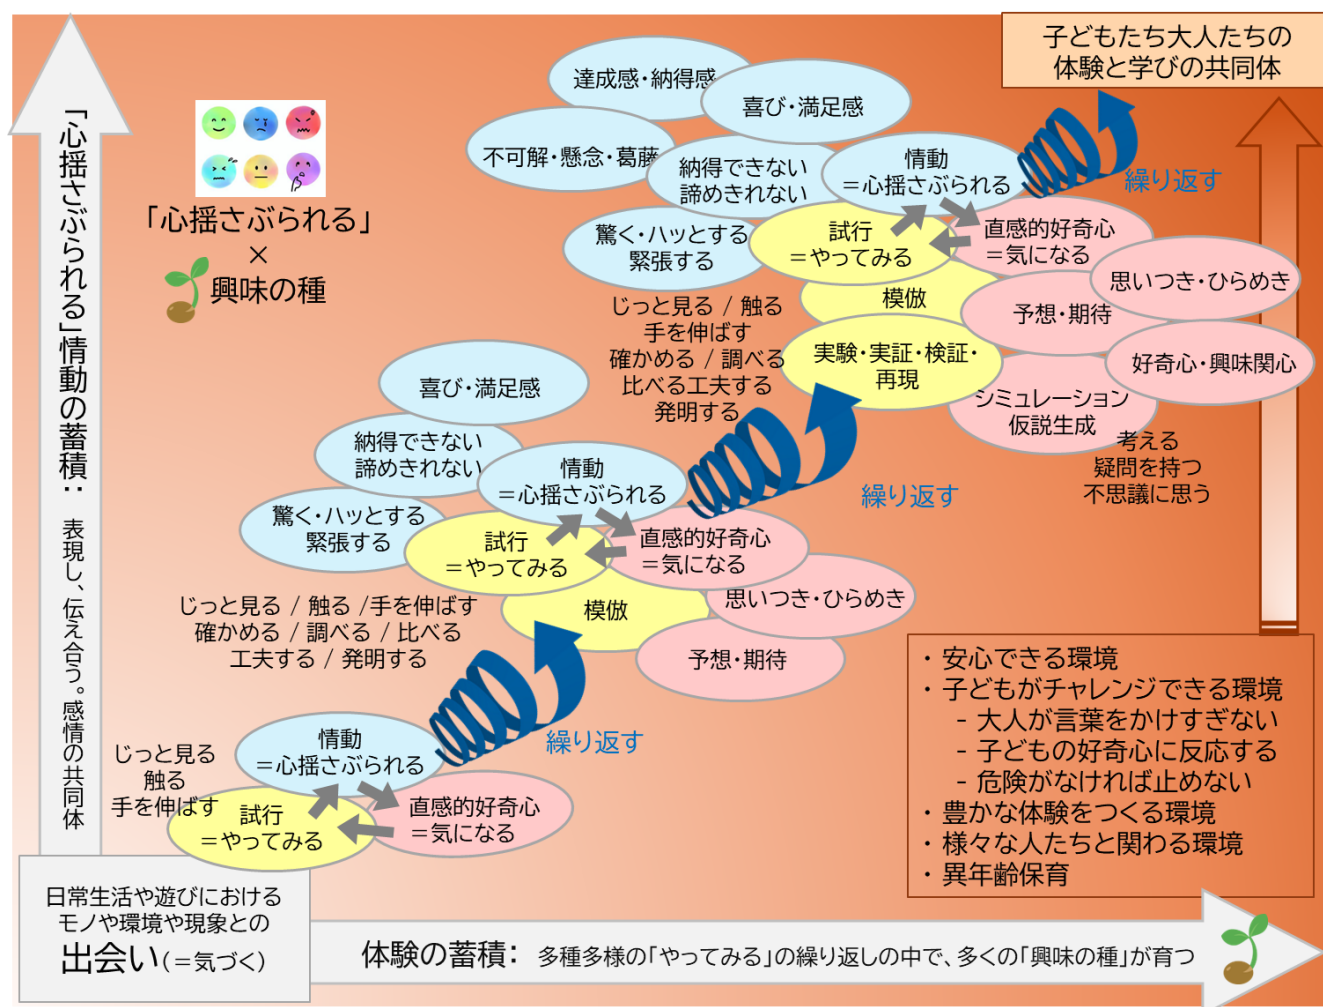 子どもたち大人たちの
体験と学びの共同体
「心揺さぶられる」情動の蓄積： 表現し、伝え合う。感情の共同体
「心揺さぶられる」
×
興味の種
達成感・納得感
喜び・満足感
不可解・懸念・葛藤
納得できない
諦めきれない
情動
＝心揺さぶられる
繰り返す
驚く・ハッとする
緊張する
試行
＝やってみる
直感的好奇心
＝気になる
思いつき・ひらめき
模倣
予想・期待
じっと見る / 触る
手を伸ばす
確かめる / 調べる
比べる工夫する
発明する
実験・実証・検証・
再現
好奇心・興味関心
シミュレーション
仮説生成
考える
疑問を持つ
不思議に思う
喜び・満足感
納得できない
諦めきれない
情動
＝心揺さぶられる
繰り返す
驚く・ハッとする
緊張する
試行
＝やってみる
直感的好奇心
＝気になる
模倣
思いつき・ひらめき
予想・期待
じっと見る / 触る /手を伸ばす
確かめる / 調べる / 比べる
工夫する / 発明する
繰り返す
情動
＝心揺さぶられる
じっと見る
触る
手を伸ばす
試行
＝やってみる
直感的好奇心
＝気になる
・ 安心できる環境
・ 子どもがチャレンジできる環境
- 大人が言葉をかけすぎない
- 子どもの好奇心に反応する
- 危険がなければ止めない
・ 豊かな体験をつくる環境
・ 様々な人たちと関わる環境
・ 異年齢保育
日常生活や遊びにおける
モノや環境や現象との
出会い（＝気づく）
体験の蓄積： 多種多様の「やってみる」の繰り返しの中で、多くの「興味の種」が育つ